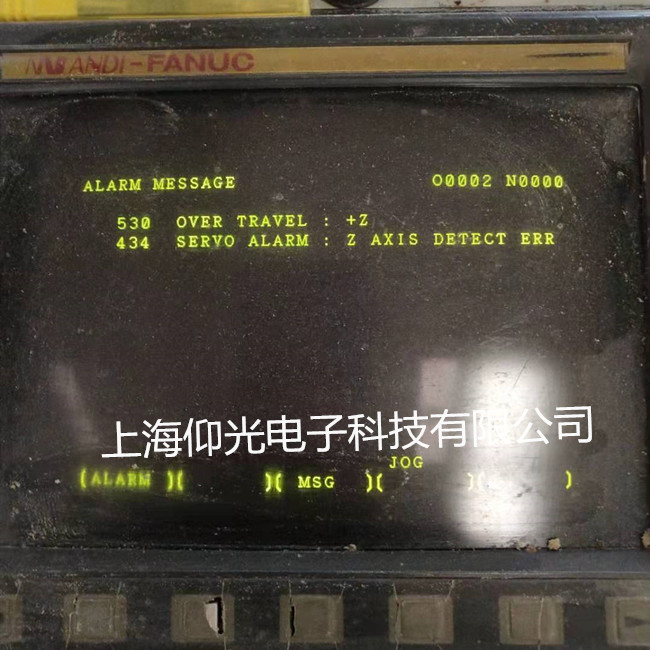 -FANUC
ALARM MESSAGE O0002 N0000
530 OVER TRAVEL : +Z
434 SERVO ALARM : Z AXIS DETECT ERR
上海仰光电子科技有限公司
JOG
(ALARM )( )( MSG )( )( )